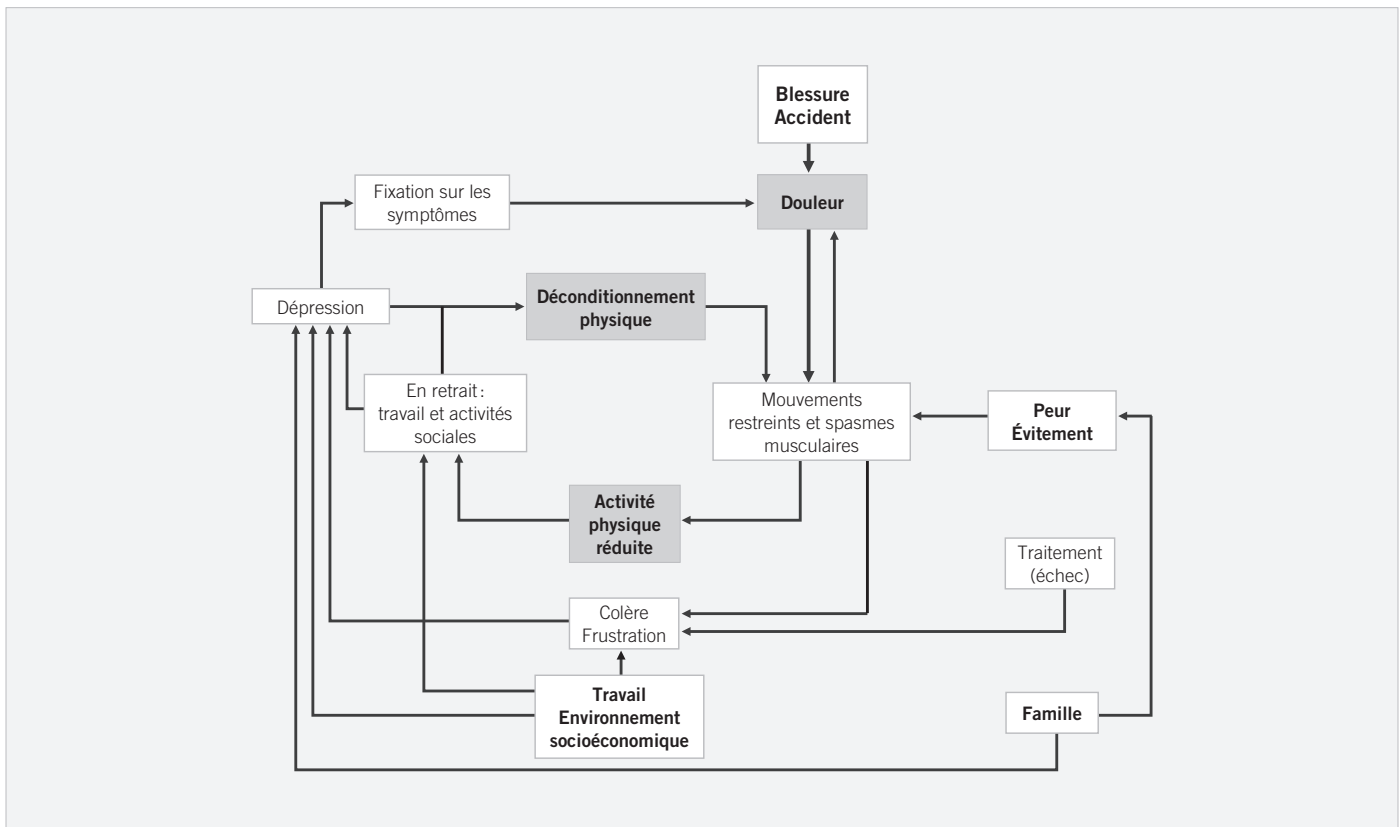 Blessure
Accident
Fixation sur les
symptômes
Douleur
Déconditionnement
physique
Dépression
En retrait :
travail et activités
sociales
Mouvements
restreints et spasmes
musculaires
Peur
Évitement
Activité
physique
réduite
Traitement
(échec)
Colère
Frustration
Travail
Environnement
socioéconomique
Famille